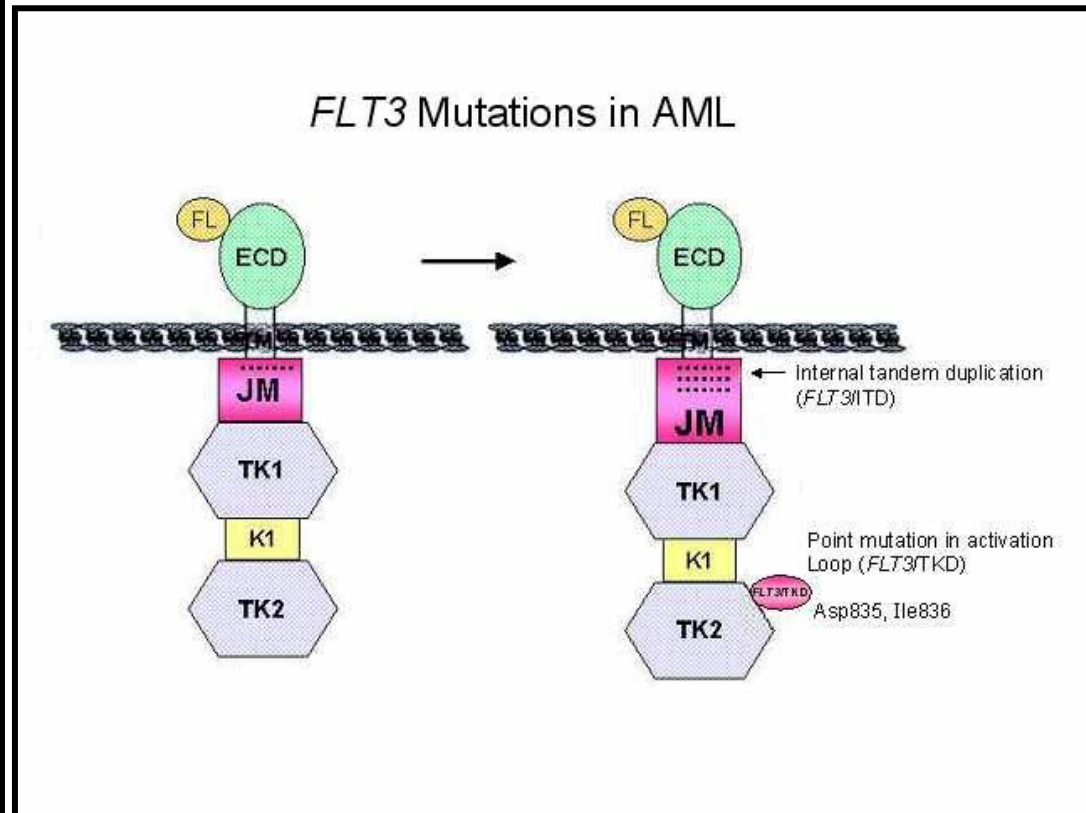 FLT3 Mutations in AML
FL
ECD
TM
JM
TK1
K1
TK2
FL
ECD
TM
JM
TK1
K1
TK2
Internal tandem duplication
(FLT3/ITD)
Point mutation in activation
Loop (FLT3/TKD)
FLT3/TKD
Asp835, Ile836